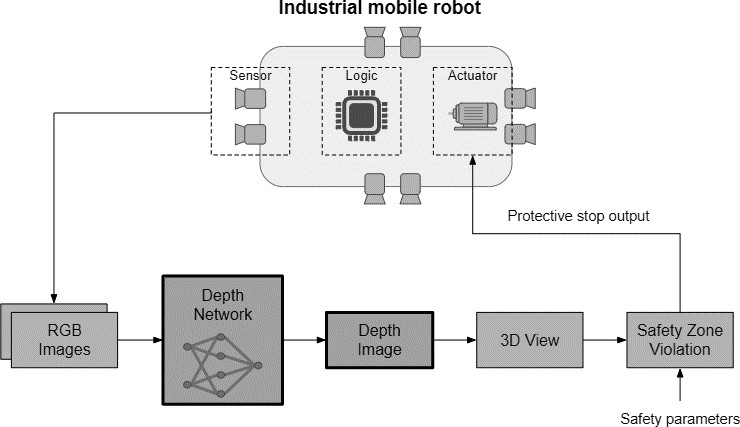 Industrial mobile robot
Sensor
Logic
Actuator
Protective stop output
RGB
Images
Depth
Network
Depth
Image
3D View
Safety Zone
Violation
Safety parameters